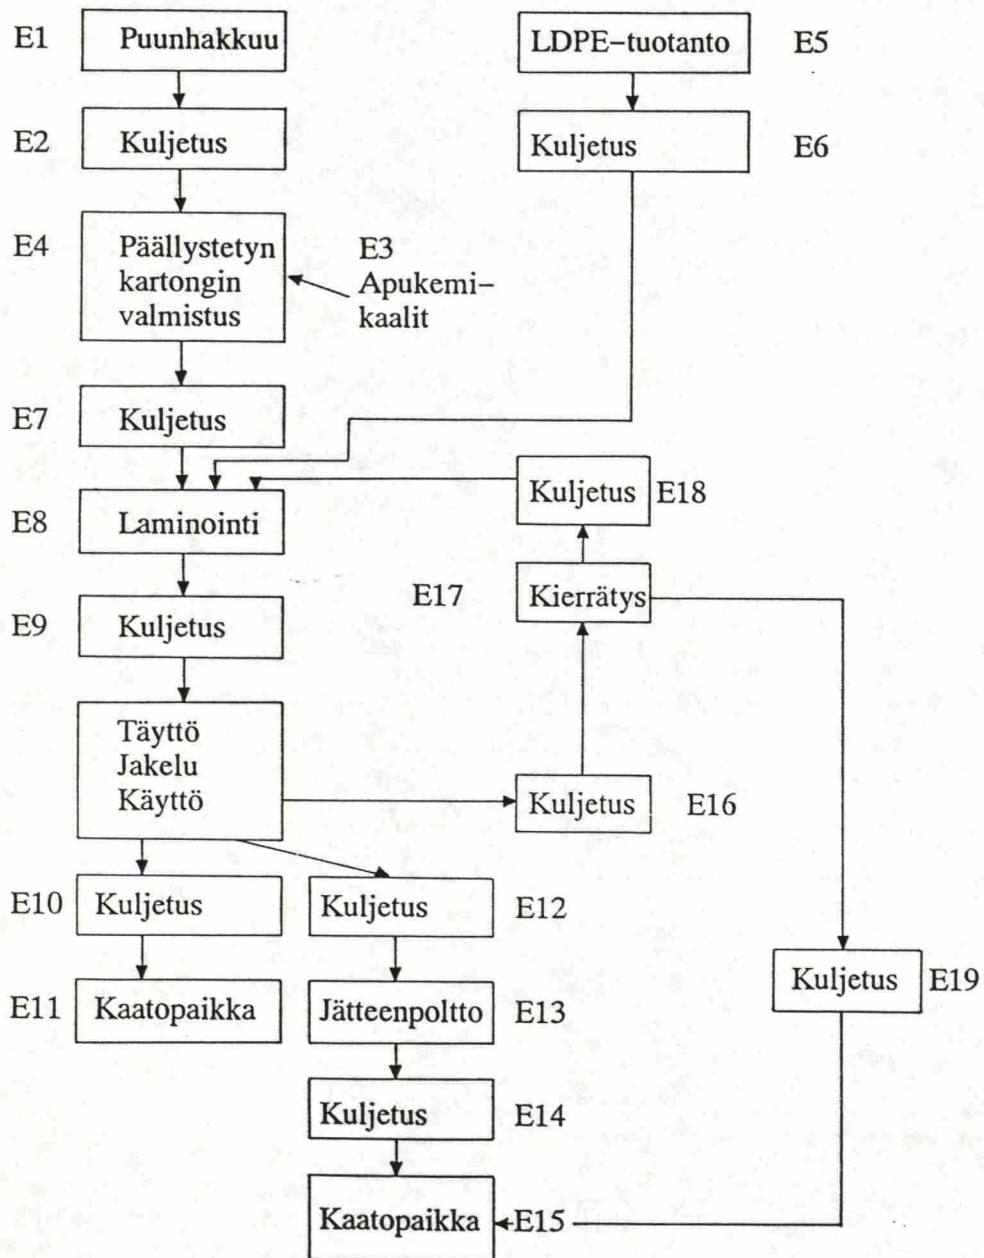 E1 Puunhakkuu LDPE–tuotanto E5
E2 Kuljetus Kuljetus E6
E4 Päällystetyn E3
kartongin Apukemi–
valmistus kaalit
E7 Kuljetus
Kuljetus E18
E8 Laminointi
E17 Kierrätys
E9 Kuljetus
Täyttö
Jakelu
Käyttö Kuljetus E16
E10 Kuljetus Kuljetus E12
Kuljetus E19
E11 Kaatopaikka Jätteenpoltto E13
Kuljetus E14
Kaatopaikka E15